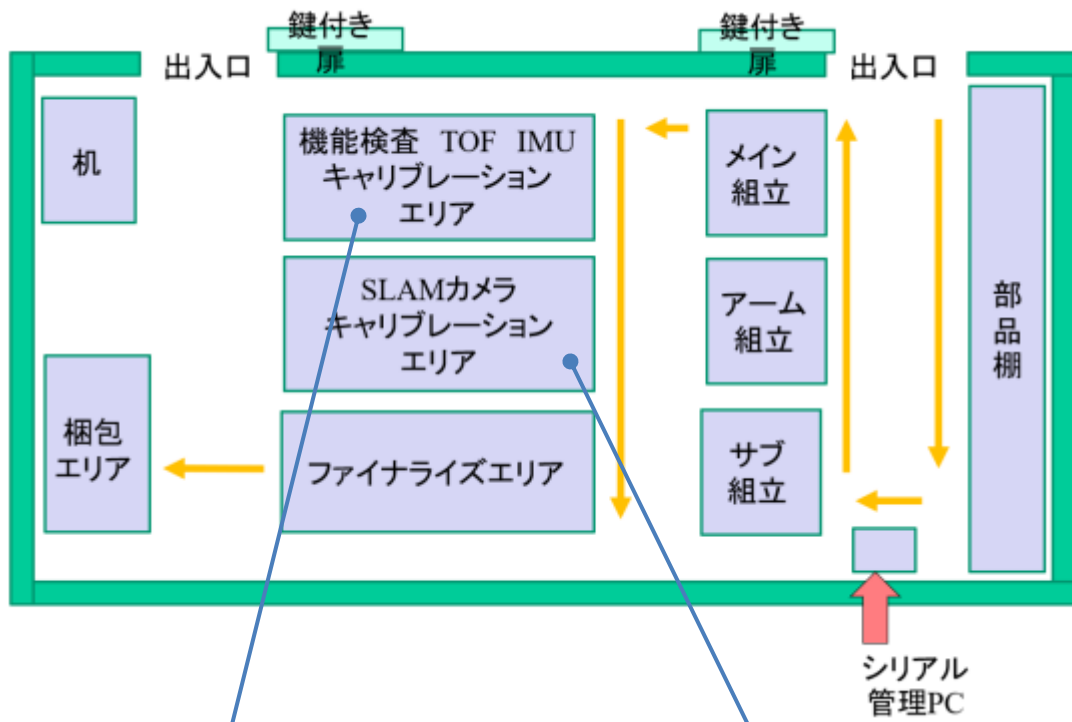 鍵付き
扉
鍵付き
扉
出入口
出入口
机
機能検査 TOF IMU
キャリブレーション
エリア
メイン
組立
SLAMカメラ
キャリブレーション
エリア
アーム
組立
部
品
棚
梱包
エリア
ファイナライズエリア
サブ
組立
シリアル
管理PC